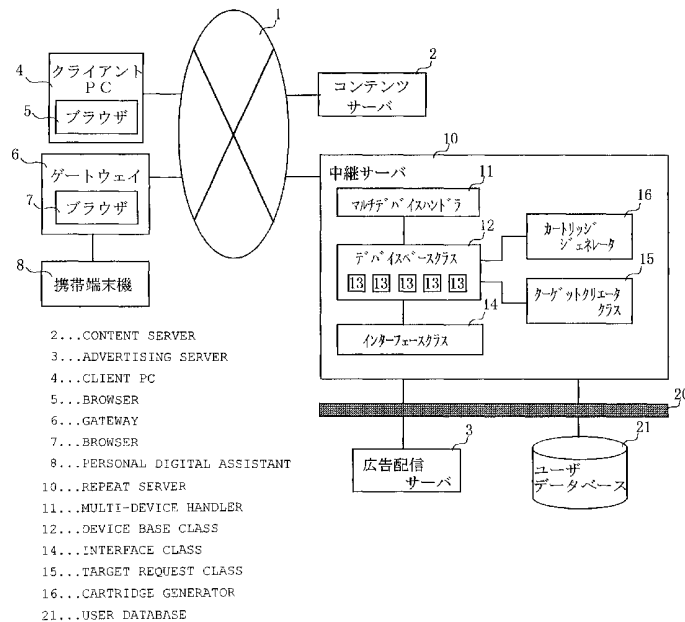 1
4
クライアント
PC
5
ブラウザ
6
ゲートウェイ
7
ブラウザ
8
携帯端末機
2
コンテンツ
サーバ
10
中継サーバ
11
マルチデバイスハンドラ
12
デバイスベースクラス
13 13 13 13 13
16
カートリッジ
ジェネレータ
15
ターゲットクリエータ
クラス
14
インターフェースクラス
20
3
広告配信
サーバ
21
ユーザ
データベース
2...CONTENT SERVER
3...ADVERTISING SERVER
4...CLIENT PC
5...BROWSER
6...GATEWAY
7...BROWSER
8...PERSONAL DIGITAL ASSISTANT
10...REPEAT SERVER
11...MULTI-DEVICE HANDLER
12...DEVICE BASE CLASS
14...INTERFACE CLASS
15...TARGET REQUEST CLASS
16...CARTRIDGE GENERATOR
21...USER DATABASE